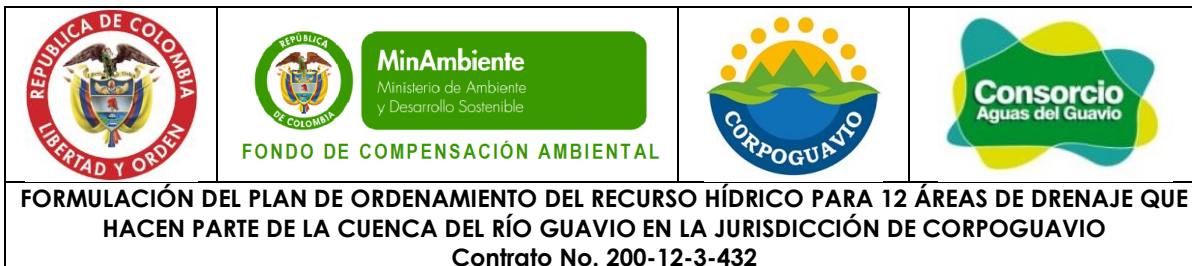 REPUBLICA DE COLOMBIA
LIBERTAD Y ORDEN
REPÚBLICA
DE COLOMBIA
MinAmbiente
Ministerio de Ambiente
y Desarrollo Sostenible
FONDO DE COMPENSACIÓN AMBIENTAL
CORPOGUAVIO
Consorcio
Aguas del Guavio
FORMULACIÓN DEL PLAN DE ORDENAMIENTO DEL RECURSO HÍDRICO PARA 12 ÁREAS DE DRENAJE QUE
HACEN PARTE DE LA CUENCA DEL RÍO GUAVIO EN LA JURISDICCIÓN DE CORPOGUAVIO
Contrato No. 200-12-3-432